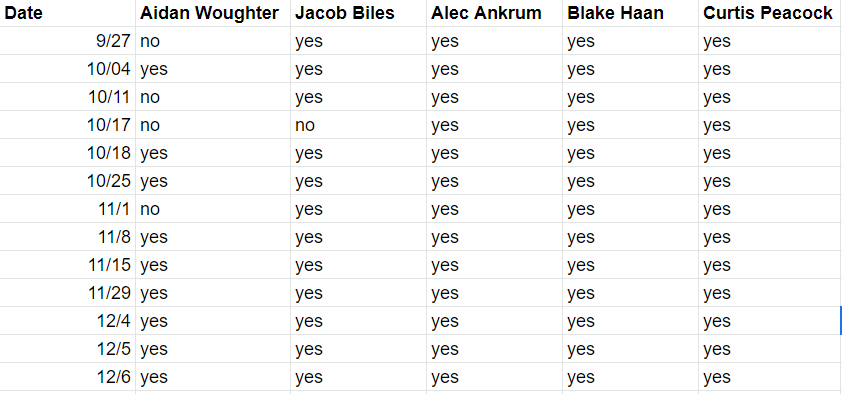 Date Aidan Woughter Jacob Biles Alec Ankrum Blake Haan Curtis Peacock
9/27 no yes yes yes yes
10/04 yes yes yes yes yes
10/11 no yes yes yes yes
10/17 no no yes yes yes
10/18 yes yes yes yes yes
10/25 yes yes yes yes yes
11/1 no yes yes yes yes
11/8 yes yes yes yes yes
11/15 yes yes yes yes yes
11/29 yes yes yes yes yes
12/4 yes yes yes yes yes
12/5 yes yes yes yes yes
12/6 yes yes yes yes yes